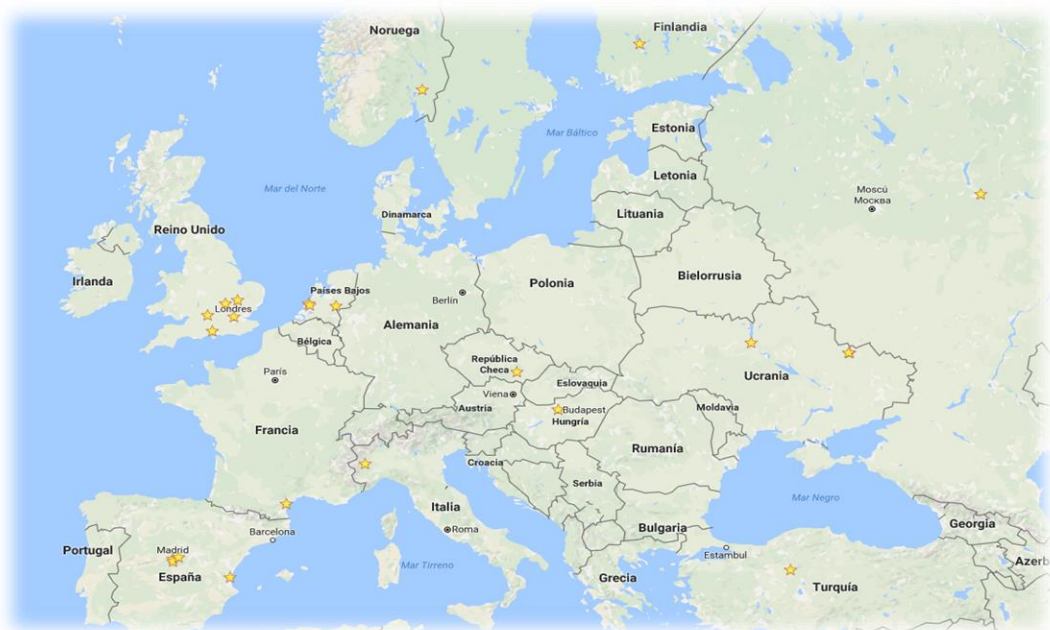 Noruega
Finlandia
Estonia
Mar Báltico
Letonia
Mar del Norte
Moscú
Москва
Dinamarca
Lituania
Reino Unido
Irlanda
Bielorrusia
Países Bajos
Polonia
Berlín
Londres
Alemania
Bélgica
República
Checa
París
Ucrania
Eslovaquia
Viena
Austria
Moldavia
Budapest
Hungría
Francia
Rumanía
Croacia
Serbia
Mar Negro
Italia
Georgia
Bulgaria
Roma
Barcelona
Portugal
Madrid
Estambul
Azerb
Mar Tirreno
España
Grecia
Turquía